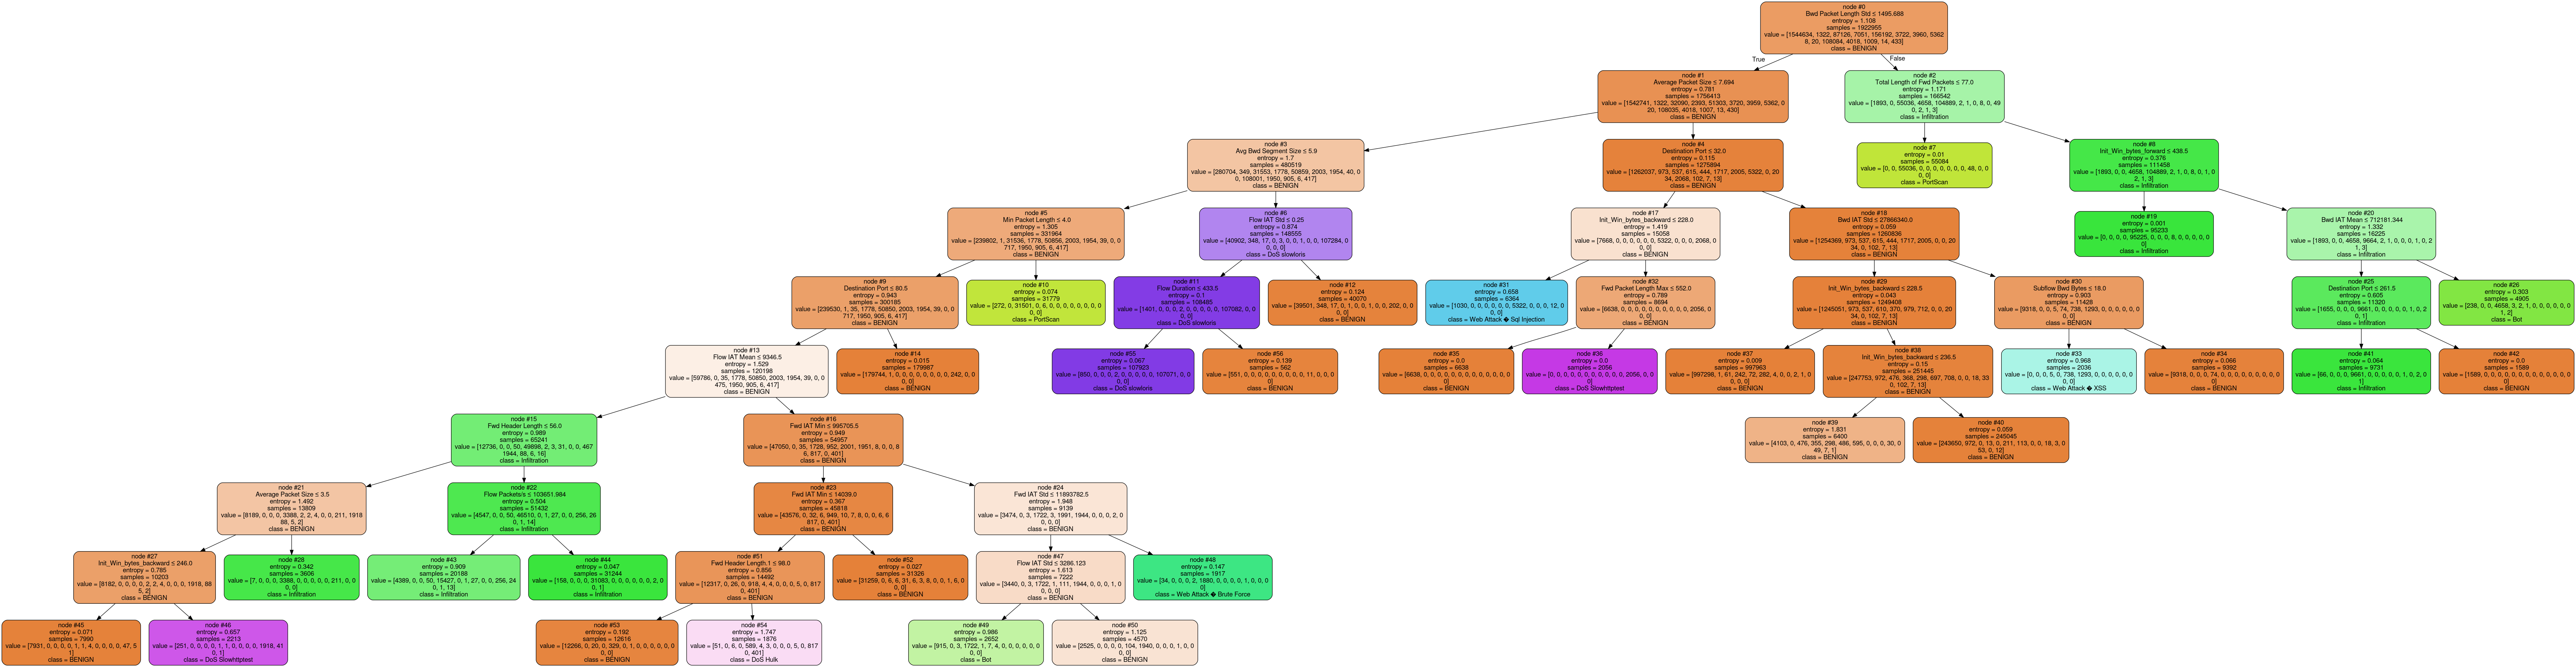 node #0
Bwd Packet Length Std ≤ 1495.688
entropy = 1.108
samples = 1922955
value = [1544634, 1322, 87126, 7051, 156192, 3722, 3960, 5362
8, 20, 108084, 4018, 1009, 14, 433]
class = BENIGN
True
False
node #1
Average Packet Size ≤ 7.694
entropy = 0.781
samples = 1756413
value = [1542741, 1322, 32090, 2393, 51303, 3720, 3959, 5362, 0
20, 108035, 4018, 1007, 13, 430]
class = BENIGN
node #2
Total Length of Fwd Packets ≤ 77.0
entropy = 1.171
samples = 166542
value = [1893, 0, 55036, 4658, 104889, 2, 1, 0, 8, 0, 49
0, 2, 1, 3]
class = Infiltration
node #3
Avg Bwd Segment Size ≤ 5.9
entropy = 1.7
samples = 480519
value = [280704, 349, 31553, 1778, 50859, 2003, 1954, 40, 0
0, 108001, 1950, 905, 6, 417]
class = BENIGN
node #4
Destination Port ≤ 32.0
entropy = 0.115
samples = 1275894
value = [1262037, 973, 537, 615, 444, 1717, 2005, 5322, 0, 20
34, 2068, 102, 7, 13]
class = BENIGN
node #7
entropy = 0.01
samples = 55084
value = [0, 0, 55036, 0, 0, 0, 0, 0, 0, 0, 48, 0, 0
0, 0]
class = PortScan
node #8
Init_Win_bytes_forward ≤ 438.5
entropy = 0.376
samples = 111458
value = [1893, 0, 0, 4658, 104889, 2, 1, 0, 8, 0, 1, 0
2, 1, 3]
class = Infiltration
node #5
Min Packet Length ≤ 4.0
entropy = 1.305
samples = 331964
value = [239802, 1, 31536, 1778, 50856, 2003, 1954, 39, 0, 0
717, 1950, 905, 6, 417]
class = BENIGN
node #6
Flow IAT Std ≤ 0.25
entropy = 0.874
samples = 148555
value = [40902, 348, 17, 0, 3, 0, 0, 1, 0, 0, 107284, 0
0, 0, 0]
class = DoS slowloris
node #17
Init_Win_bytes_backward ≤ 228.0
entropy = 1.419
samples = 15058
value = [7668, 0, 0, 0, 0, 0, 0, 5322, 0, 0, 0, 2068, 0
0, 0]
class = BENIGN
node #18
Bwd IAT Std ≤ 27866340.0
entropy = 0.059
samples = 1260836
value = [1254369, 973, 537, 615, 444, 1717, 2005, 0, 0, 20
34, 0, 102, 7, 13]
class = BENIGN
node #19
entropy = 0.001
samples = 95233
value = [0, 0, 0, 0, 95225, 0, 0, 0, 8, 0, 0, 0, 0, 0
0]
class = Infiltration
node #20
Bwd IAT Mean ≤ 712181.344
entropy = 1.332
samples = 16225
value = [1893, 0, 0, 4658, 9664, 2, 1, 0, 0, 0, 1, 0, 2
1, 3]
class = Infiltration
node #9
Destination Port ≤ 80.5
entropy = 0.943
samples = 300185
value = [239530, 1, 35, 1778, 50850, 2003, 1954, 39, 0, 0
717, 1950, 905, 6, 417]
class = BENIGN
node #10
entropy = 0.074
samples = 31779
value = [272, 0, 31501, 0, 6, 0, 0, 0, 0, 0, 0, 0, 0
0, 0]
class = PortScan
node #11
Flow Duration ≤ 433.5
entropy = 0.1
samples = 108485
value = [1401, 0, 0, 0, 2, 0, 0, 0, 0, 0, 107082, 0, 0
0, 0]
class = DoS slowloris
node #12
entropy = 0.124
samples = 40070
value = [39501, 348, 17, 0, 1, 0, 0, 1, 0, 0, 202, 0, 0
0, 0]
class = BENIGN
node #31
entropy = 0.658
samples = 6364
value = [1030, 0, 0, 0, 0, 0, 0, 5322, 0, 0, 0, 12, 0
0, 0]
class = Web Attack � Sql Injection
node #32
Fwd Packet Length Max ≤ 552.0
entropy = 0.789
samples = 8694
value = [6638, 0, 0, 0, 0, 0, 0, 0, 0, 0, 0, 2056, 0
0, 0]
class = BENIGN
node #29
Init_Win_bytes_backward ≤ 228.5
entropy = 0.043
samples = 1249408
value = [1245051, 973, 537, 610, 370, 979, 712, 0, 0, 20
34, 0, 102, 7, 13]
class = BENIGN
node #30
Subflow Bwd Bytes ≤ 18.0
entropy = 0.903
samples = 11428
value = [9318, 0, 0, 5, 74, 738, 1293, 0, 0, 0, 0, 0, 0
0, 0]
class = BENIGN
node #25
Destination Port ≤ 261.5
entropy = 0.605
samples = 11320
value = [1655, 0, 0, 0, 9661, 0, 0, 0, 0, 0, 1, 0, 2
0, 1]
class = Infiltration
node #26
entropy = 0.303
samples = 4905
value = [238, 0, 0, 4658, 3, 2, 1, 0, 0, 0, 0, 0, 0
1, 2]
class = Bot
node #13
Flow IAT Mean ≤ 9346.5
entropy = 1.529
samples = 120198
value = [59786, 0, 35, 1778, 50850, 2003, 1954, 39, 0, 0
475, 1950, 905, 6, 417]
class = BENIGN
node #14
entropy = 0.015
samples = 179987
value = [179744, 1, 0, 0, 0, 0, 0, 0, 0, 0, 242, 0, 0
0, 0]
class = BENIGN
node #55
entropy = 0.067
samples = 107923
value = [850, 0, 0, 0, 2, 0, 0, 0, 0, 0, 107071, 0, 0
0, 0]
class = DoS slowloris
node #56
entropy = 0.139
samples = 562
value = [551, 0, 0, 0, 0, 0, 0, 0, 0, 0, 11, 0, 0, 0
0]
class = BENIGN
node #35
entropy = 0.0
samples = 6638
value = [6638, 0, 0, 0, 0, 0, 0, 0, 0, 0, 0, 0, 0, 0
0]
class = BENIGN
node #36
entropy = 0.0
samples = 2056
value = [0, 0, 0, 0, 0, 0, 0, 0, 0, 0, 0, 2056, 0, 0
0]
class = DoS Slowhttptest
node #37
entropy = 0.009
samples = 997963
value = [997298, 1, 61, 242, 72, 282, 4, 0, 0, 2, 1, 0
0, 0, 0]
class = BENIGN
node #38
Init_Win_bytes_backward ≤ 236.5
entropy = 0.15
samples = 251445
value = [247753, 972, 476, 368, 298, 697, 708, 0, 0, 18, 33
0, 102, 7, 13]
class = BENIGN
node #33
entropy = 0.968
samples = 2036
value = [0, 0, 0, 5, 0, 738, 1293, 0, 0, 0, 0, 0, 0
0, 0]
class = Web Attack � XSS
node #34
entropy = 0.066
samples = 9392
value = [9318, 0, 0, 0, 74, 0, 0, 0, 0, 0, 0, 0, 0, 0
0]
class = BENIGN
node #41
entropy = 0.064
samples = 9731
value = [66, 0, 0, 0, 9661, 0, 0, 0, 0, 0, 1, 0, 2, 0
1]
class = Infiltration
node #42
entropy = 0.0
samples = 1589
value = [1589, 0, 0, 0, 0, 0, 0, 0, 0, 0, 0, 0, 0, 0
0]
class = BENIGN
node #15
Fwd Header Length ≤ 56.0
entropy = 0.989
samples = 65241
value = [12736, 0, 0, 50, 49898, 2, 3, 31, 0, 0, 467
1944, 88, 6, 16]
class = Infiltration
node #16
Fwd IAT Min ≤ 995705.5
entropy = 0.949
samples = 54957
value = [47050, 0, 35, 1728, 952, 2001, 1951, 8, 0, 0, 8
6, 817, 0, 401]
class = BENIGN
node #39
entropy = 1.831
samples = 6400
value = [4103, 0, 476, 355, 298, 486, 595, 0, 0, 0, 30, 0
49, 7, 1]
class = BENIGN
node #40
entropy = 0.059
samples = 245045
value = [243650, 972, 0, 13, 0, 211, 113, 0, 0, 18, 3, 0
53, 0, 12]
class = BENIGN
node #21
Average Packet Size ≤ 3.5
entropy = 1.492
samples = 13809
value = [8189, 0, 0, 0, 3388, 2, 2, 4, 0, 0, 211, 1918
88, 5, 2]
class = BENIGN
node #22
Flow Packets/s ≤ 103651.984
entropy = 0.504
samples = 51432
value = [4547, 0, 0, 50, 46510, 0, 1, 27, 0, 0, 256, 26
0, 1, 14]
class = Infiltration
node #23
Fwd IAT Min ≤ 14039.0
entropy = 0.367
samples = 45818
value = [43576, 0, 32, 6, 949, 10, 7, 8, 0, 0, 6, 6
817, 0, 401]
class = BENIGN
node #24
Fwd IAT Std ≤ 11893782.5
entropy = 1.948
samples = 9139
value = [3474, 0, 3, 1722, 3, 1991, 1944, 0, 0, 0, 2, 0
0, 0, 0]
class = BENIGN
node #27
Init_Win_bytes_backward ≤ 246.0
entropy = 0.785
samples = 10203
value = [8182, 0, 0, 0, 0, 2, 2, 4, 0, 0, 0, 1918, 88
5, 2]
class = BENIGN
node #28
entropy = 0.342
samples = 3606
value = [7, 0, 0, 0, 3388, 0, 0, 0, 0, 0, 211, 0, 0
0, 0]
class = Infiltration
node #43
entropy = 0.909
samples = 20188
value = [4389, 0, 0, 50, 15427, 0, 1, 27, 0, 0, 256, 24
0, 1, 13]
class = Infiltration
node #44
entropy = 0.047
samples = 31244
value = [158, 0, 0, 0, 31083, 0, 0, 0, 0, 0, 0, 2, 0
0, 1]
class = Infiltration
node #51
Fwd Header Length.1 ≤ 98.0
entropy = 0.856
samples = 14492
value = [12317, 0, 26, 0, 918, 4, 4, 0, 0, 0, 5, 0, 817
0, 401]
class = BENIGN
node #52
entropy = 0.027
samples = 31326
value = [31259, 0, 6, 6, 31, 6, 3, 8, 0, 0, 1, 6, 0
0, 0]
class = BENIGN
node #47
Flow IAT Std ≤ 3286.123
entropy = 1.613
samples = 7222
value = [3440, 0, 3, 1722, 1, 111, 1944, 0, 0, 0, 1, 0
0, 0, 0]
class = BENIGN
node #48
entropy = 0.147
samples = 1917
value = [34, 0, 0, 0, 2, 1880, 0, 0, 0, 0, 1, 0, 0, 0
0]
class = Web Attack � Brute Force
node #45
entropy = 0.071
samples = 7990
value = [7931, 0, 0, 0, 0, 1, 1, 4, 0, 0, 0, 0, 47, 5
1]
class = BENIGN
node #46
entropy = 0.657
samples = 2213
value = [251, 0, 0, 0, 0, 1, 1, 0, 0, 0, 0, 1918, 41
0, 1]
class = DoS Slowhttptest
node #53
entropy = 0.192
samples = 12616
value = [12266, 0, 20, 0, 329, 0, 1, 0, 0, 0, 0, 0, 0
0, 0]
class = BENIGN
node #54
entropy = 1.747
samples = 1876
value = [51, 0, 6, 0, 589, 4, 3, 0, 0, 0, 5, 0, 817
0, 401]
class = DoS Hulk
node #49
entropy = 0.986
samples = 2652
value = [915, 0, 3, 1722, 1, 7, 4, 0, 0, 0, 0, 0, 0
0, 0]
class = Bot
node #50
entropy = 1.125
samples = 4570
value = [2525, 0, 0, 0, 0, 104, 1940, 0, 0, 0, 1, 0, 0
0, 0]
class = BENIGN